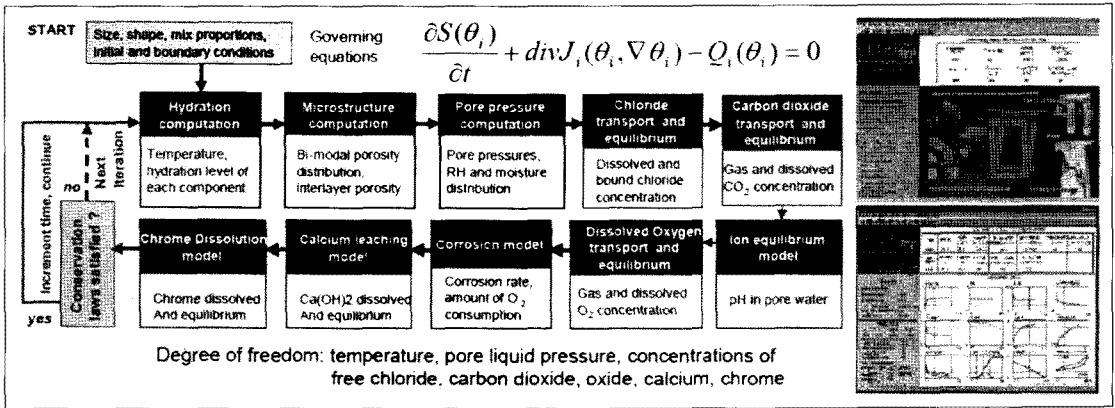 START
Size, shape, mix proportions,
initial and boundary conditions
Governing
equations
∂S(θᵢ)/∂t + divJᵢ(θᵢ, ∇θᵢ) − Qᵢ(θᵢ) = 0
Hydration
computation
Temperature,
hydration level of
each component
Microstructure
computation
Bi-modal porosity
distribution,
interlayer porosity
Pore pressure
computation
Pore pressures,
RH and moisture
distribution
Chloride
transport and
equilibrium
Dissolved and
bound chloride
concentration
Carbon dioxide
transport and
equilibrium
Gas and dissolved
CO₂ concentration
Ion equilibrium
model
pH in pore water
Dissolved Oxygen
transport and
equilibrium
Gas and dissolved
O₂ concentration
Corrosion model
Corrosion rate,
amount of O₂
consumption
Calcium leaching
model
Ca(OH)2 dissolved
And equilibrium
Chrome Dissolution
model
Chrome dissolved
And equilibrium
Conservation
laws satisfied ?
no
Next
Iteration
yes
Increment time, continue
Degree of freedom: temperature, pore liquid pressure, concentrations of
free chloride, carbon dioxide, oxide, calcium, chrome